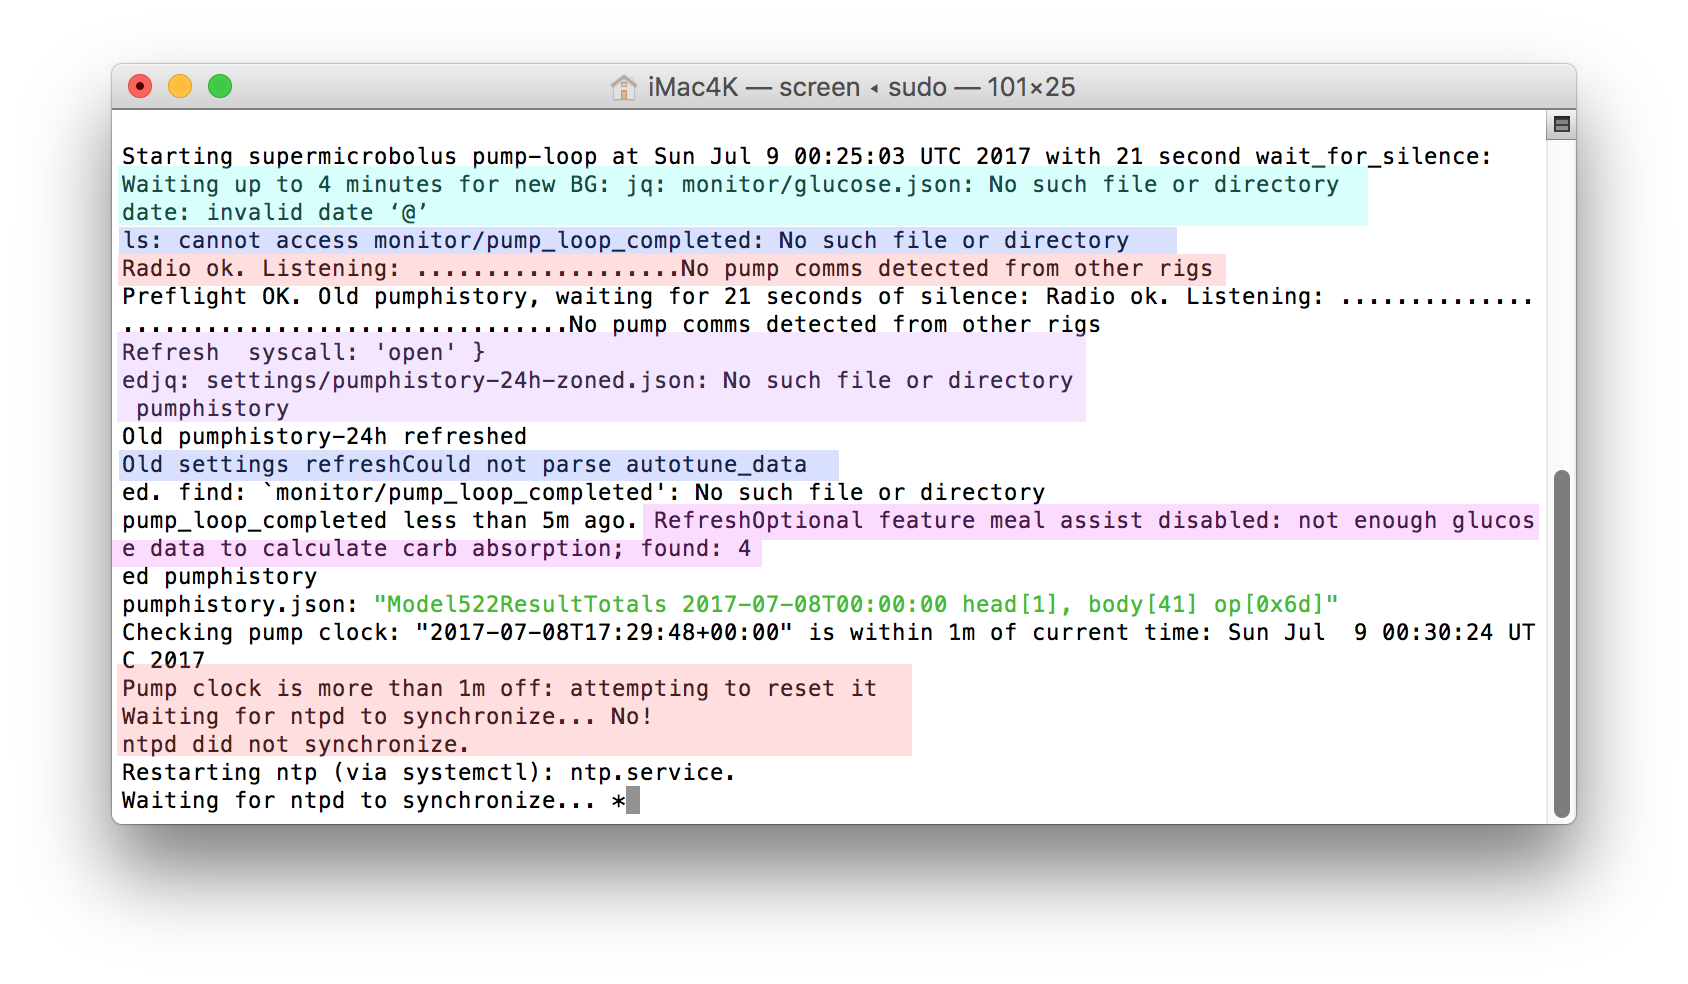 iMac4K — screen ◂ sudo — 101×25
Starting supermicrobolus pump-loop at Sun Jul 9 00:25:03 UTC 2017 with 21 second wait_for_silence:
Waiting up to 4 minutes for new BG: jq: monitor/glucose.json: No such file or directory
date: invalid date ‘@’
ls: cannot access monitor/pump_loop_completed: No such file or directory
Radio ok. Listening: ...................No pump comms detected from other rigs
Preflight OK. Old pumphistory, waiting for 21 seconds of silence: Radio ok. Listening: ..............
................................No pump comms detected from other rigs
Refresh  syscall: 'open' }
edjq: settings/pumphistory-24h-zoned.json: No such file or directory
 pumphistory
Old pumphistory-24h refreshed
Old settings refreshCould not parse autotune_data
ed. find: `monitor/pump_loop_completed': No such file or directory
pump_loop_completed less than 5m ago. RefreshOptional feature meal assist disabled: not enough glucos
e data to calculate carb absorption; found: 4
ed pumphistory
pumphistory.json: "Model522ResultTotals 2017-07-08T00:00:00 head[1], body[41] op[0x6d]"
Checking pump clock: "2017-07-08T17:29:48+00:00" is within 1m of current time: Sun Jul  9 00:30:24 UT
C 2017
Pump clock is more than 1m off: attempting to reset it
Waiting for ntpd to synchronize... No!
ntpd did not synchronize.
Restarting ntp (via systemctl): ntp.service.
Waiting for ntpd to synchronize... *